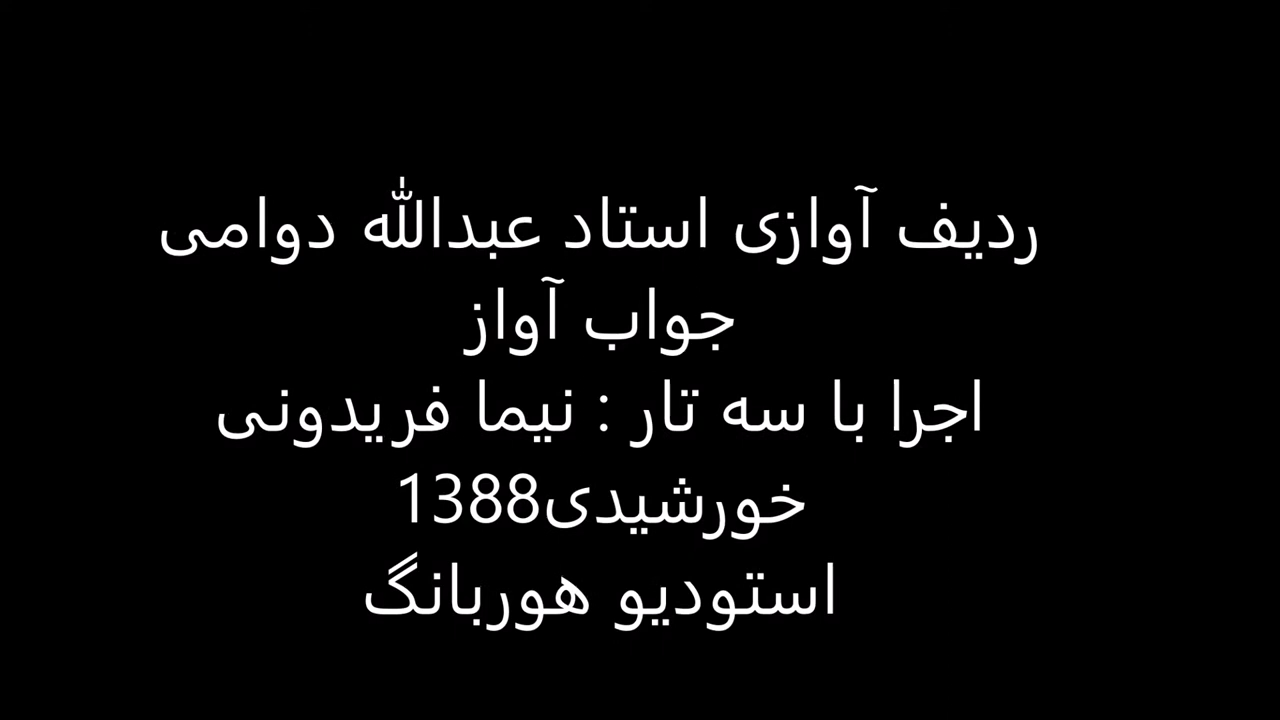 ردیف آوازی استاد عبدالله دوامی
جواب آواز
اجرا با سه تار : نیما فریدونی
خورشیدی1388
استودیو هوربانگ